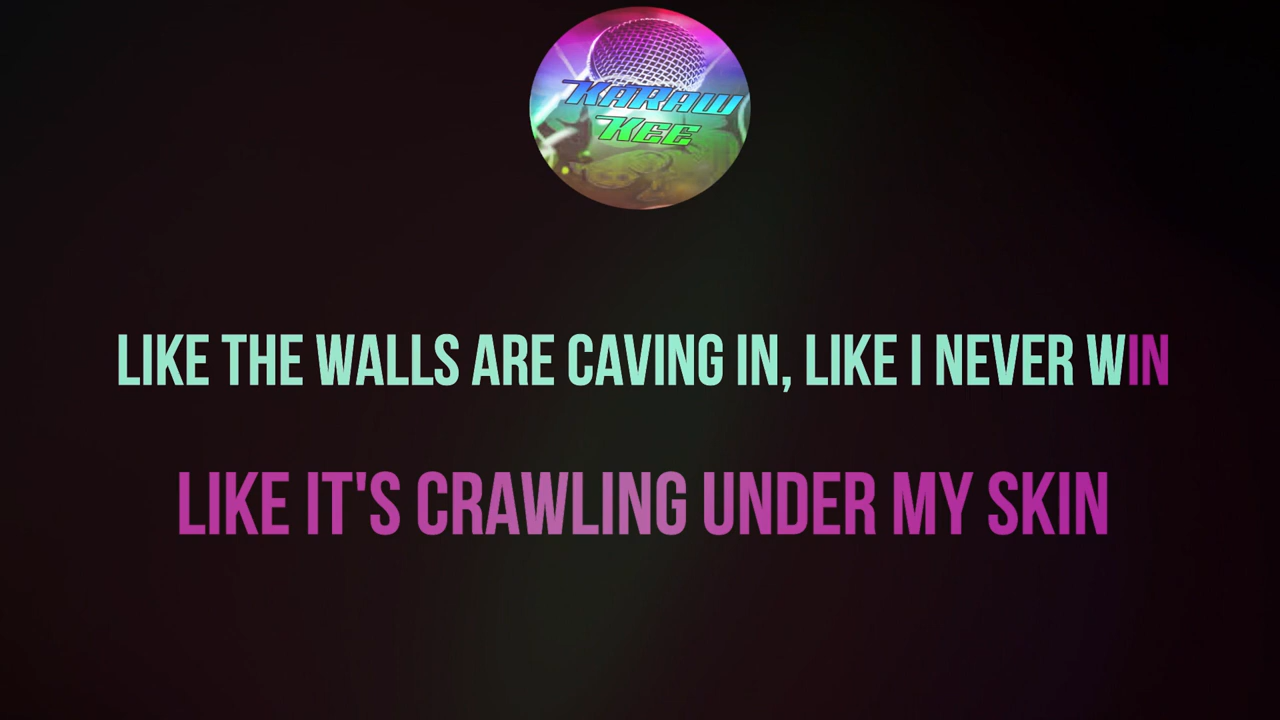 KARAW
KEE
LIKE THE WALLS ARE CAVING IN, LIKE I NEVER WIN
LIKE IT'S CRAWLING UNDER MY SKIN